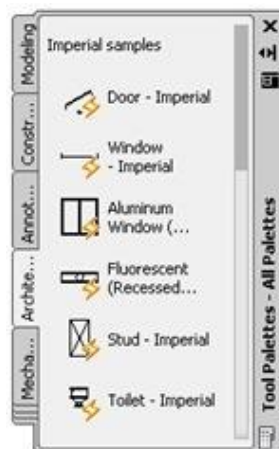 Modeling
Constr...
Annot...
Archite...
Mecha...
Imperial samples
Door - Imperial
Window
- Imperial
Aluminum
Window (...
Fluorescent
(Recessed...
Stud - Imperial
Toilet - Imperial
Tool Palettes - All Palettes